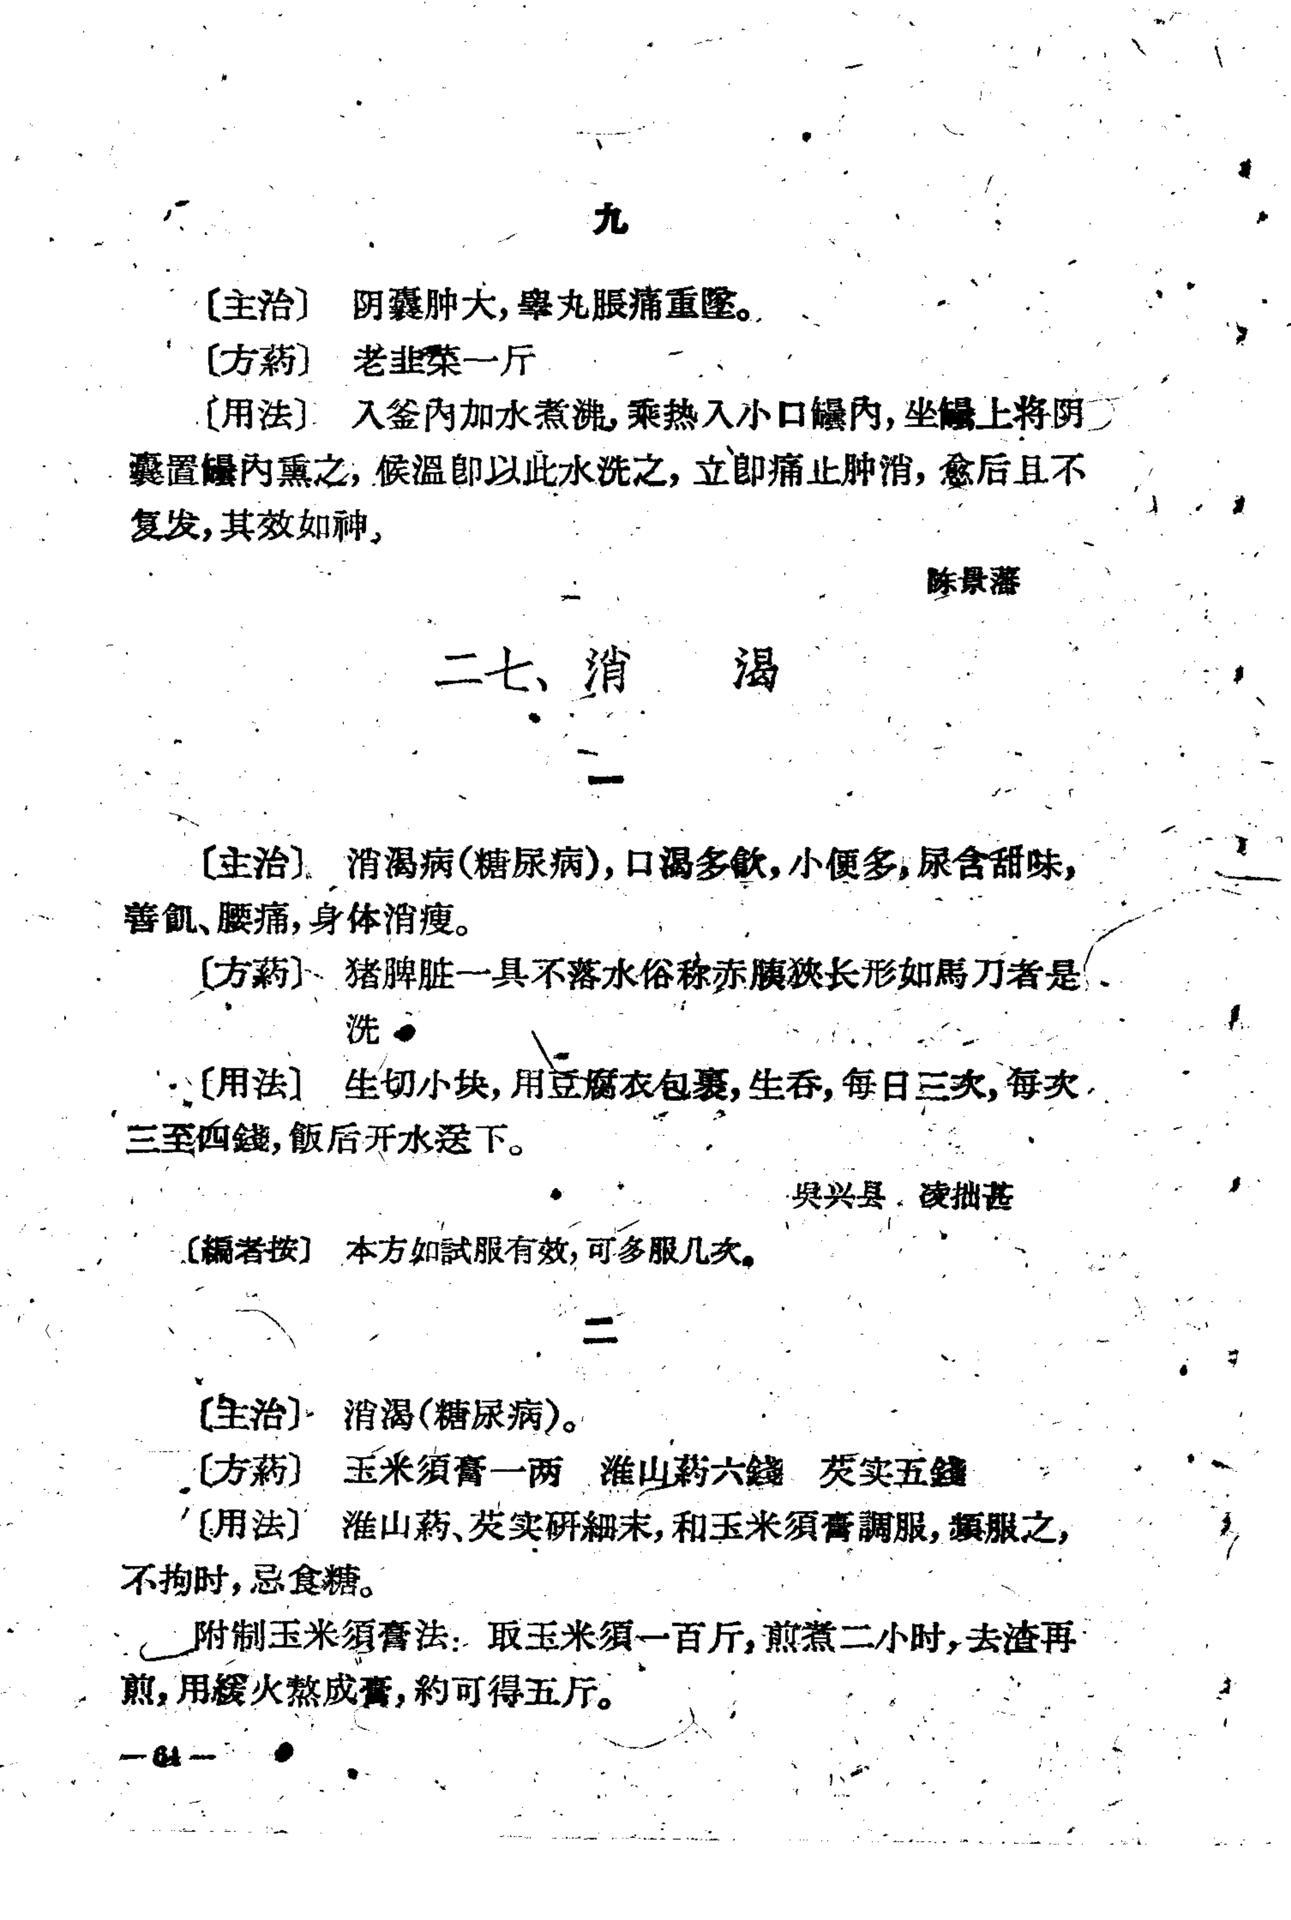 九
〔主治〕 阴囊肿大，睾丸脹痛重墜。
〔方葯〕 老韭菜一斤
〔用法〕 入釜內加水煮沸，乘热入小口罎內，坐罎上将阴
囊置罎內熏之，候溫卽以此水洗之，立卽痛止肿消，愈后且不
复发，其效如神，
陈景藩
二七、消 渴
一
〔主治〕 消渴病(糖尿病)，口渴多飲，小便多，尿含甜味，
善飢、腰痛，身体消瘦。
〔方葯〕 猪脾脏一具不落水俗称赤胰狹长形如馬刀者是
洗
〔用法〕 生切小块，用豆腐衣包裹，生吞，每日三次，每次
三至四錢，飯后开水送下。
吳兴县 凌拙甚
〔編者按〕 本方如試服有效，可多服几次。
二
〔主治〕 消渴(糖尿病)。
〔方葯〕 玉米須膏一两 淮山葯六錢 芡实五錢
〔用法〕 淮山葯、芡实研細末，和玉米須膏調服，頻服之，
不拘时，忌食糖。
附制玉米須膏法： 取玉米須一百斤，煎煮二小时，去渣再
煎，用緩火熬成膏，約可得五斤。
—64—